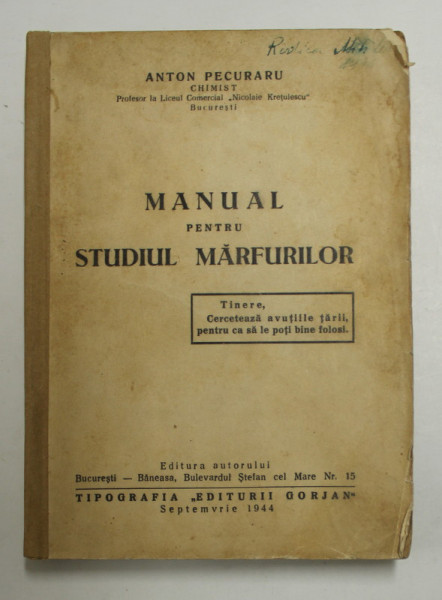 ANTON PECURARU
CHIMIST
Profesor la Liceul Comercial „Nicolaie Krețulescu“
București
MANUAL
PENTRU
STUDIUL MĂRFURILOR
Tinere,
Cercetează avuțiile țării,
pentru ca să le poți bine folosi.
Editura autorului
București — Băneasa, Bulevardul Ștefan cel Mare Nr. 15
TIPOGRAFIA „EDITURII GORJAN“
Septemvrie 1944